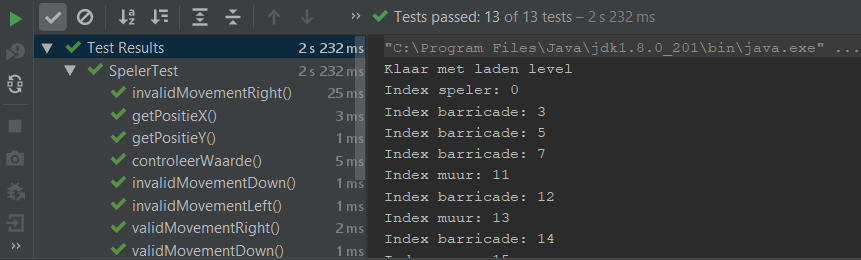 Tests passed: 13 of 13 tests – 2 s 232 ms
Test Results 2 s 232 ms
SpelerTest 2 s 232 ms
invalidMovementRight() 25 ms
getPositieX() 3 ms
getPositieY() 1 ms
controleerWaarde() 5 ms
invalidMovementDown() 1 ms
invalidMovementLeft() 1 ms
validMovementRight() 2 ms
validMovementDown() 1 ms
"C:\Program Files\Java\jdk1.8.0_201\bin\java.exe" ...
Klaar met laden level
Index speler: 0
Index barricade: 3
Index barricade: 5
Index barricade: 7
Index muur: 11
Index barricade: 12
Index muur: 13
Index barricade: 14